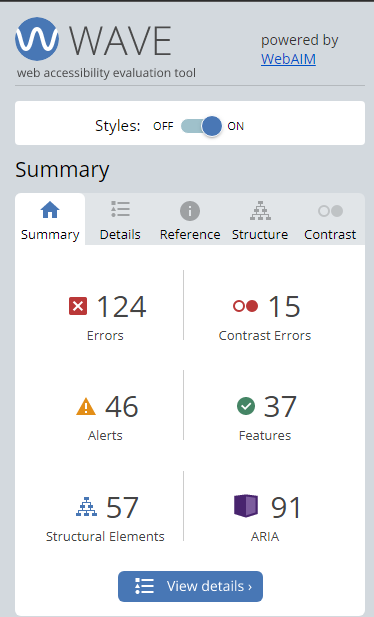 WAVE
web accessibility evaluation tool
powered by
WebAIM
Styles: OFF ON
Summary
Summary Details Reference Structure Contrast
124 15
Errors Contrast Errors
46 37
Alerts Features
57 91
Structural Elements ARIA
View details ›